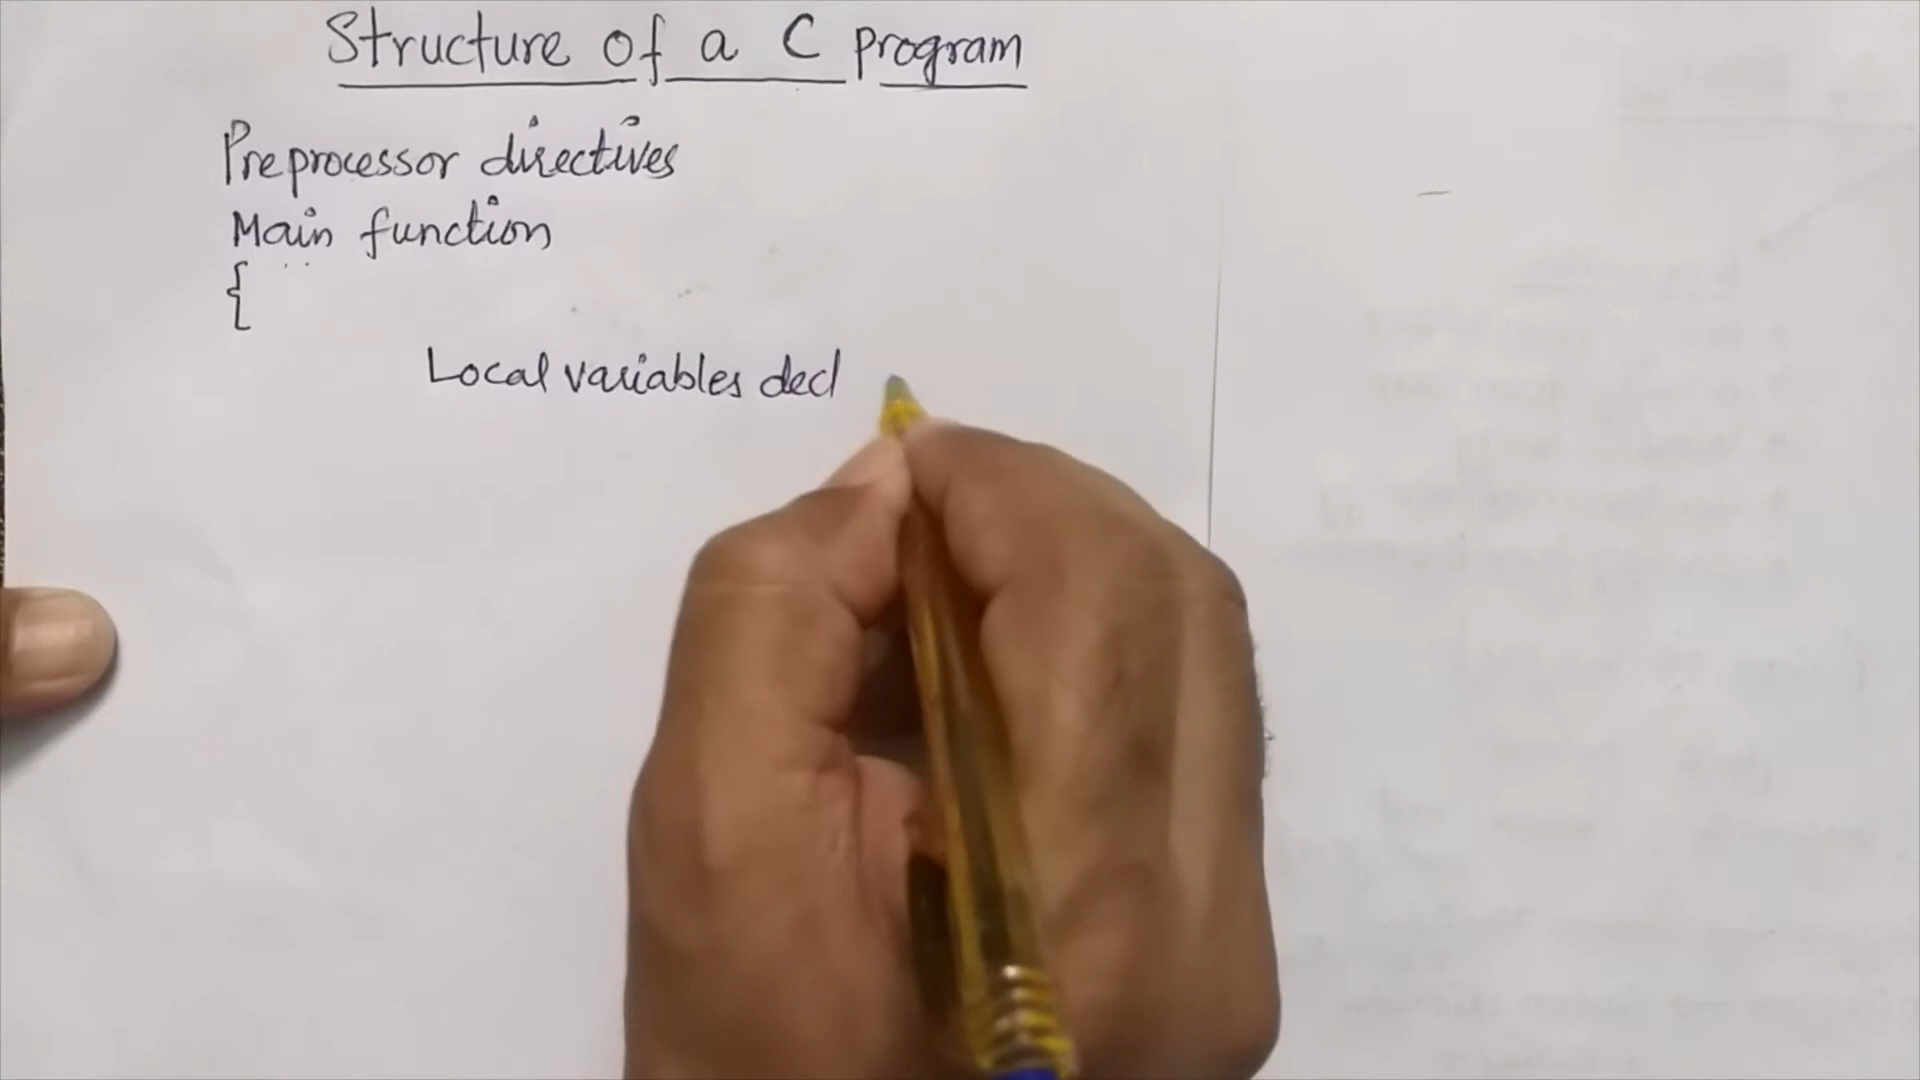 Structure of a C program
Preprocessor directives
Main function
{
Local variables decl